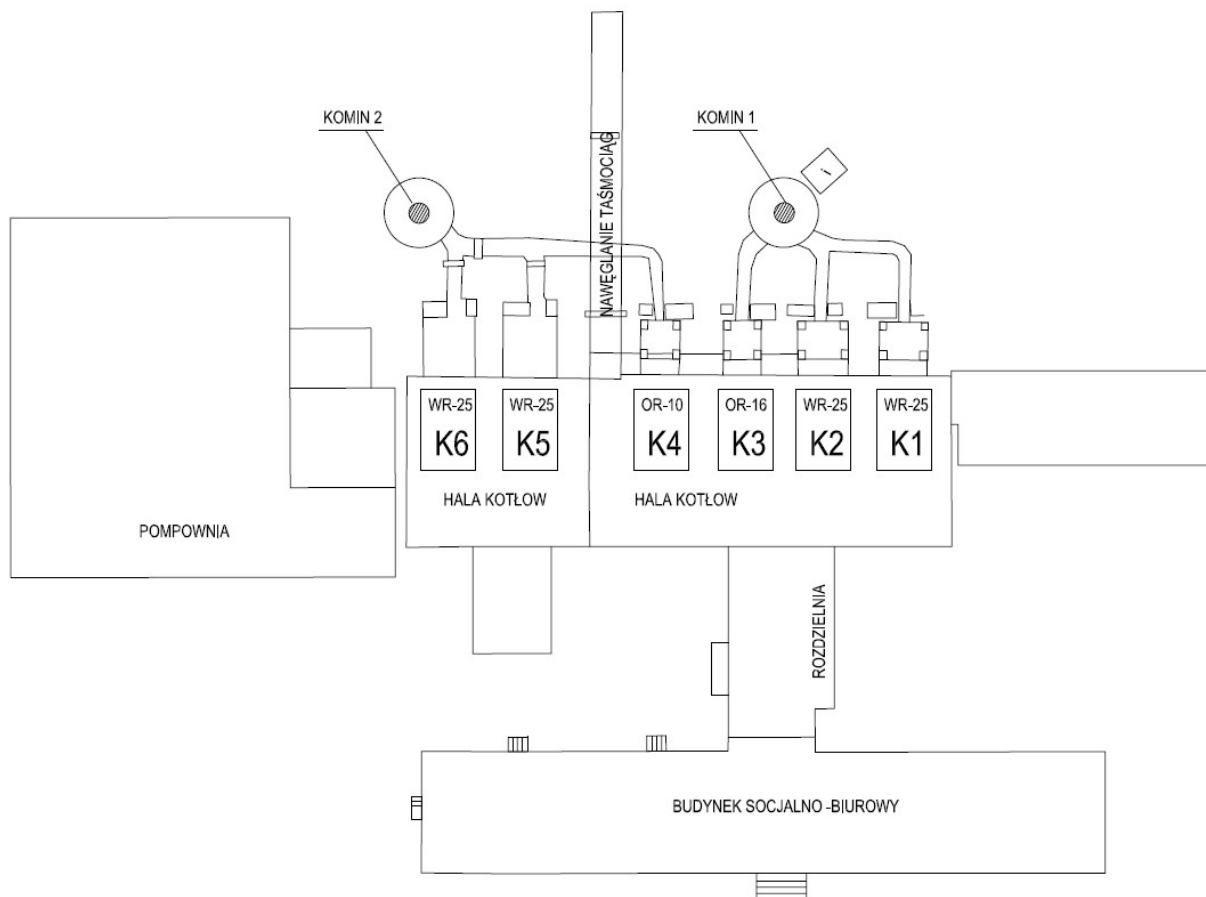 KOMIN 2
KOMIN 1
NAWĘGLANIE TAŚMOCIĄG
i
WR-25
K6
WR-25
K5
OR-10
K4
OR-16
K3
WR-25
K2
WR-25
K1
HALA KOTŁOW
HALA KOTŁOW
POMPOWNIA
ROZDZIELNIA
BUDYNEK SOCJALNO -BIUROWY